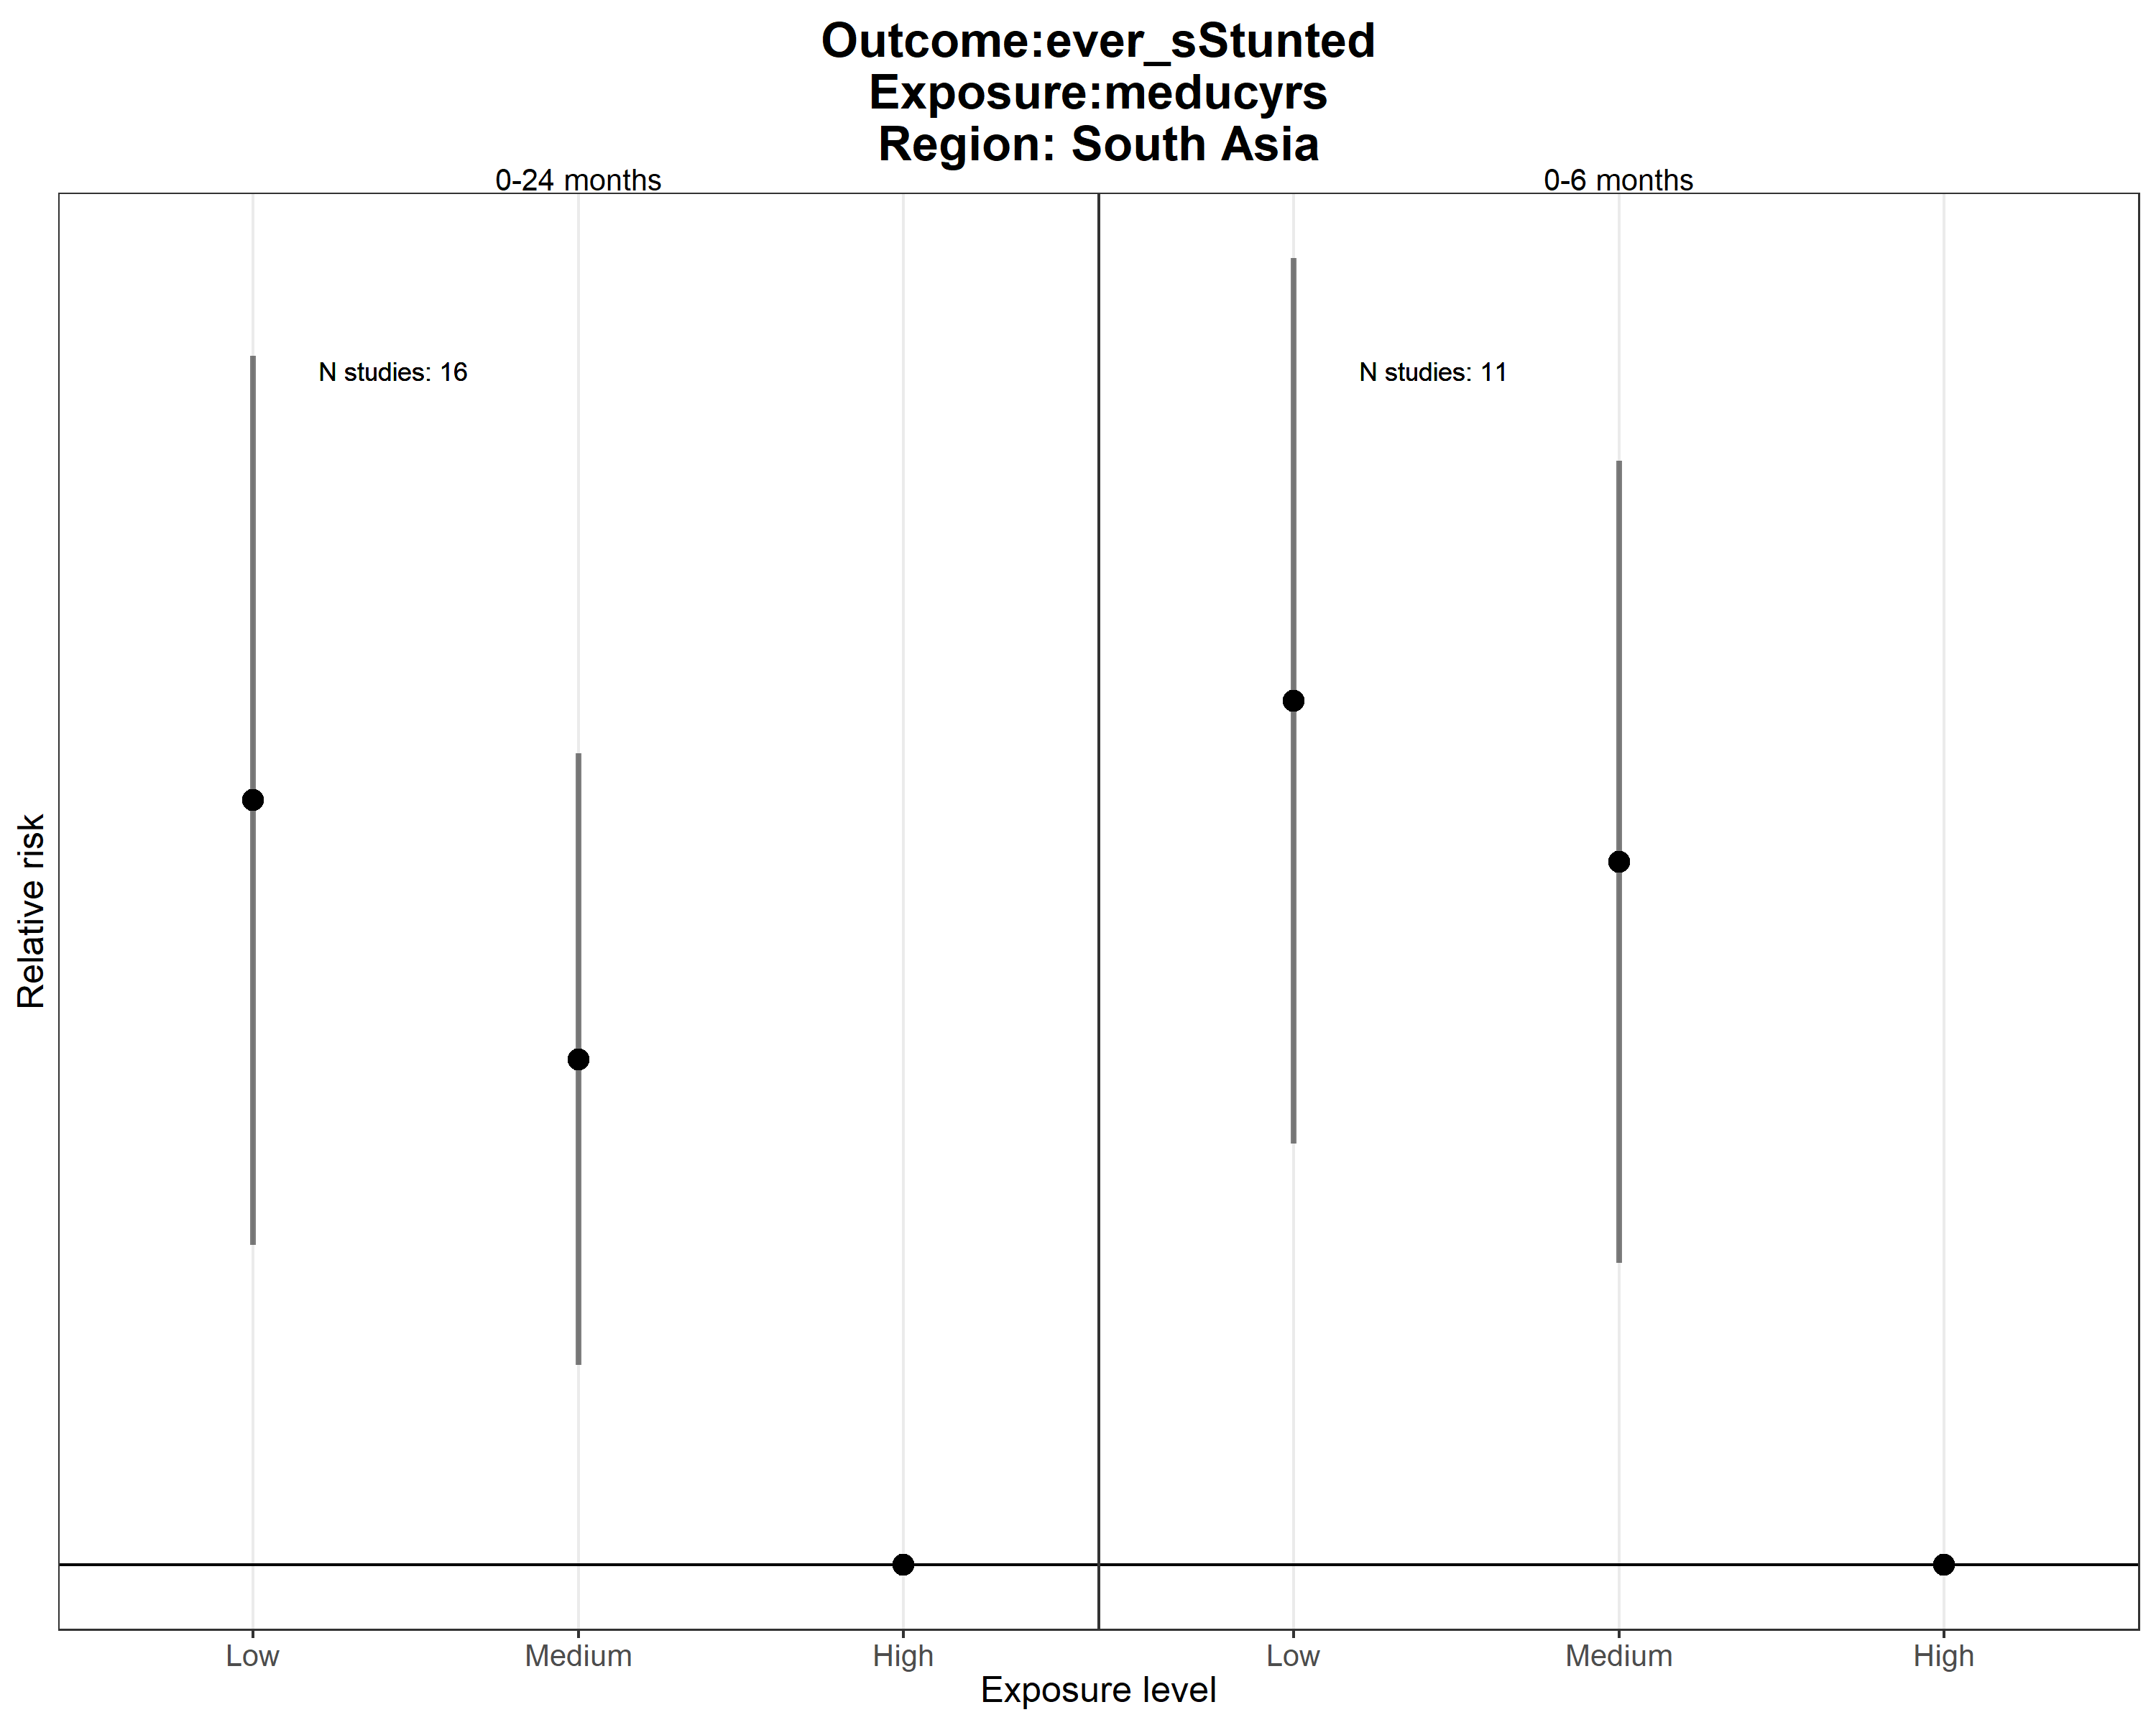 Outcome:ever_sStunted
Exposure:meducyrs
Region: South Asia
0-24 months
0-6 months
N studies: 16
N studies: 11
Relative risk
Low
Medium
High
Low
Medium
High
Exposure level